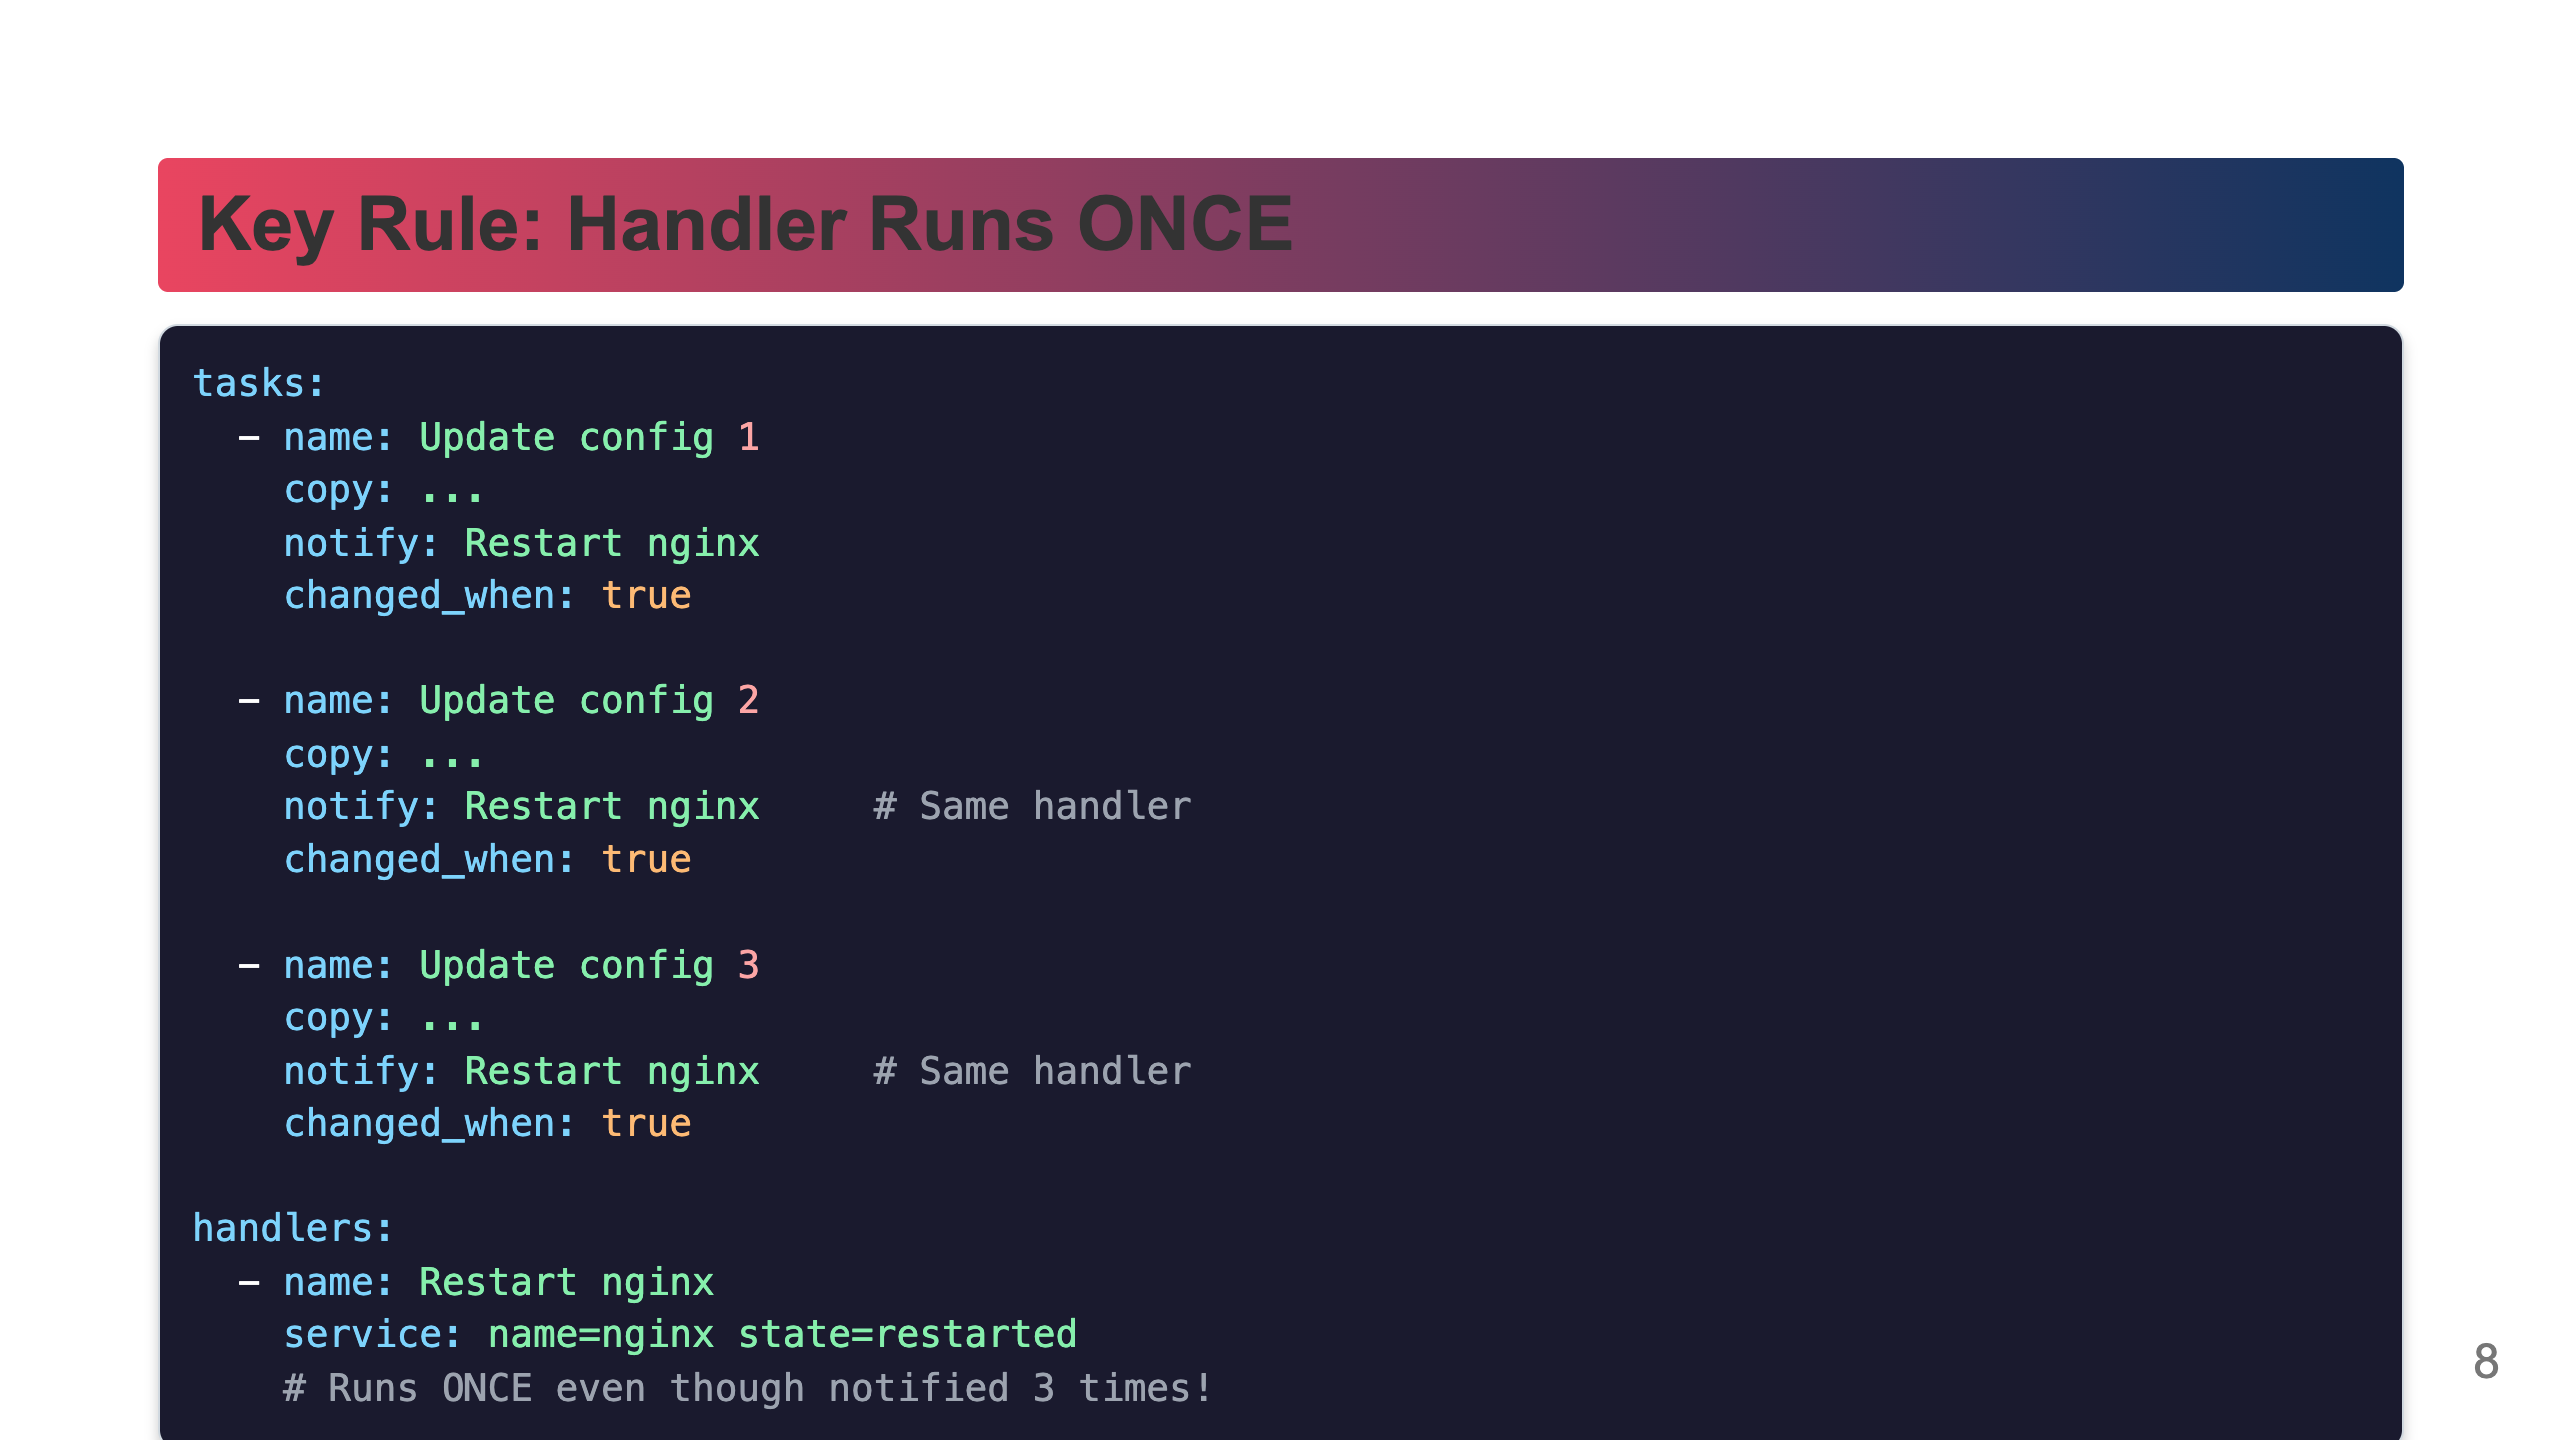 Key Rule: Handler Runs ONCE
tasks:
  - name: Update config 1
    copy: ...
    notify: Restart nginx
    changed_when: true

  - name: Update config 2
    copy: ...
    notify: Restart nginx     # Same handler
    changed_when: true

  - name: Update config 3
    copy: ...
    notify: Restart nginx     # Same handler
    changed_when: true

handlers:
  - name: Restart nginx
    service: name=nginx state=restarted
    # Runs ONCE even though notified 3 times!
8